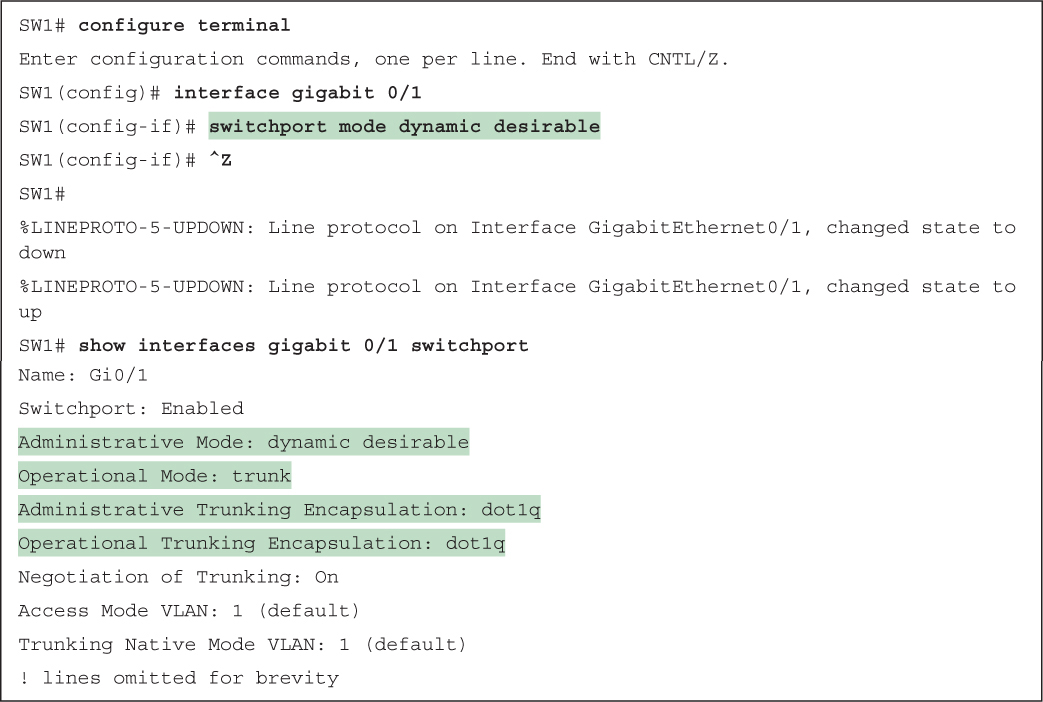 SW1# configure terminal
Enter configuration commands, one per line. End with CNTL/Z.
SW1(config)# interface gigabit 0/1
SW1(config-if)# switchport mode dynamic desirable
SW1(config-if)# ^Z
SW1#
%LINEPROTO-5-UPDOWN: Line protocol on Interface GigabitEthernet0/1, changed state to
down
%LINEPROTO-5-UPDOWN: Line protocol on Interface GigabitEthernet0/1, changed state to
up
SW1# show interfaces gigabit 0/1 switchport
Name: Gi0/1
Switchport: Enabled
Administrative Mode: dynamic desirable
Operational Mode: trunk
Administrative Trunking Encapsulation: dot1q
Operational Trunking Encapsulation: dot1q
Negotiation of Trunking: On
Access Mode VLAN: 1 (default)
Trunking Native Mode VLAN: 1 (default)
! lines omitted for brevity